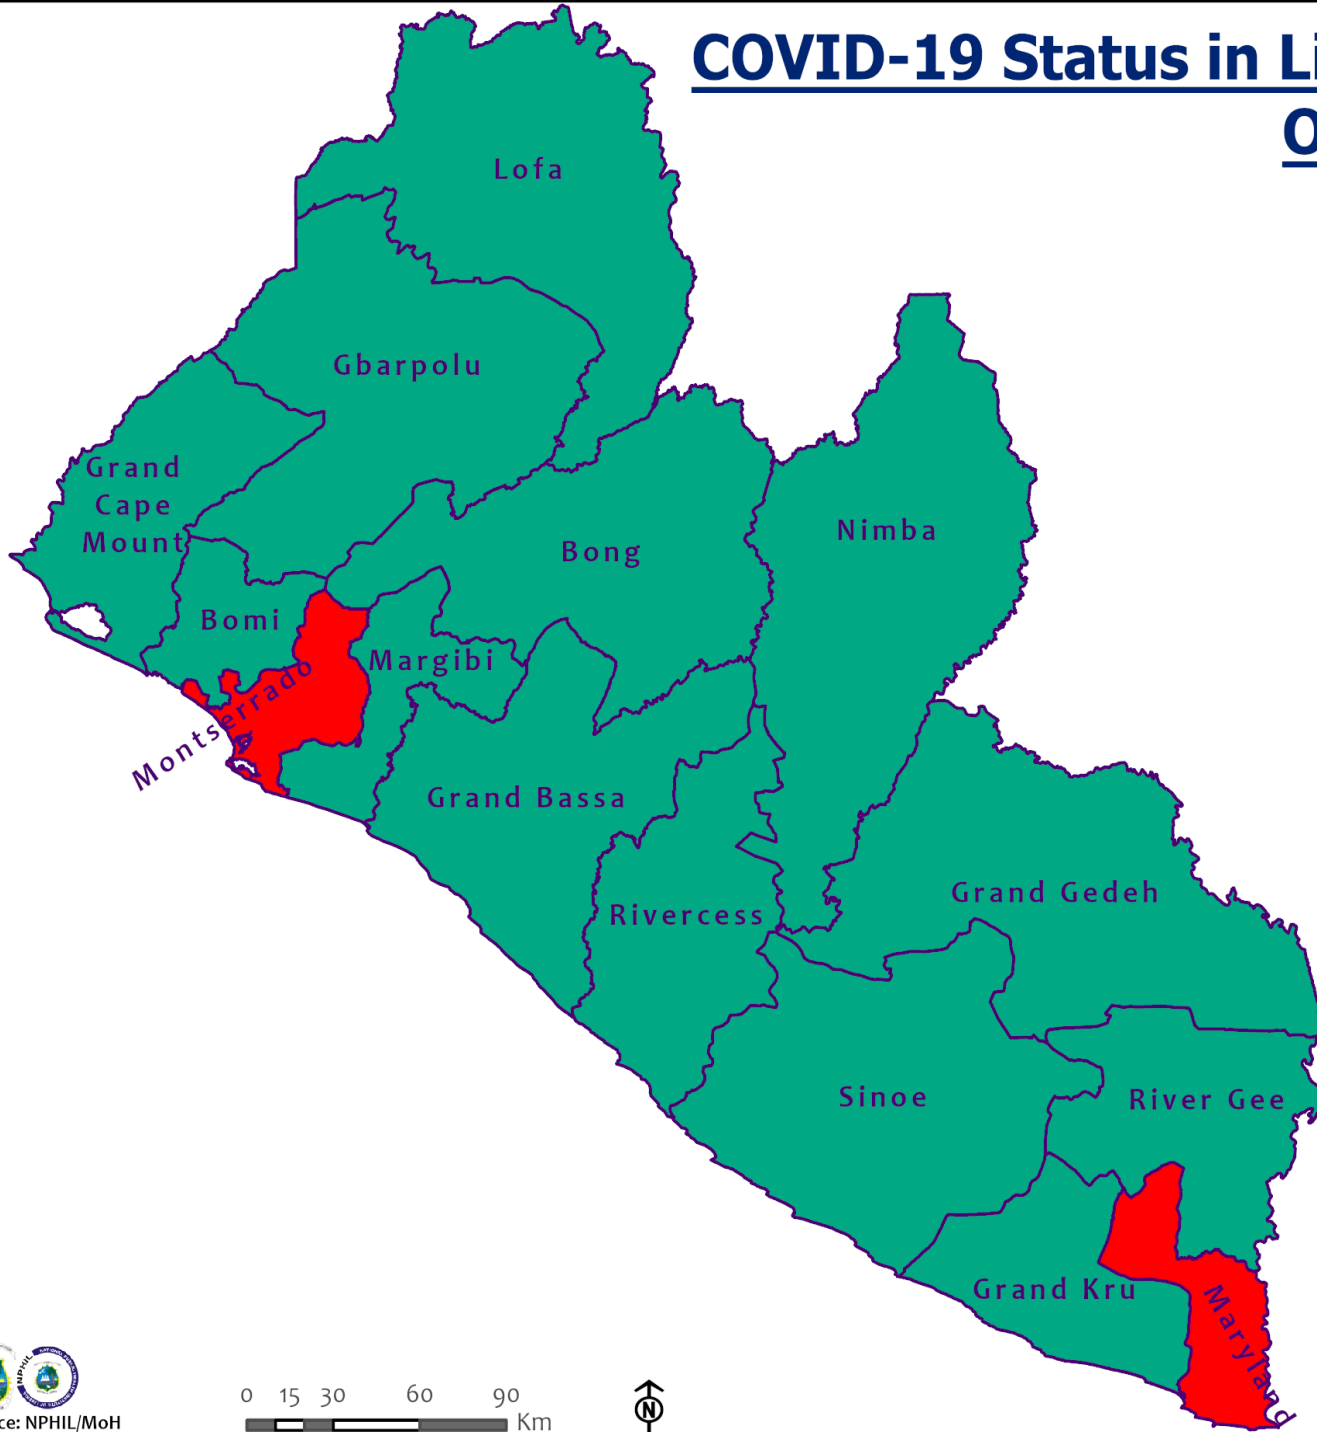 COVID-19 Status in Li
O
Lofa
Gbarpolu
Grand
Cape
Mount
Nimba
Bong
Bomi
Margibi
Montserrado
Grand Bassa
Grand Gedeh
Rivercess
Sinoe
River Gee
Grand Kru
Maryland
NPHIL
0 15 30 60 90
Km
N
ce: NPHIL/MoH